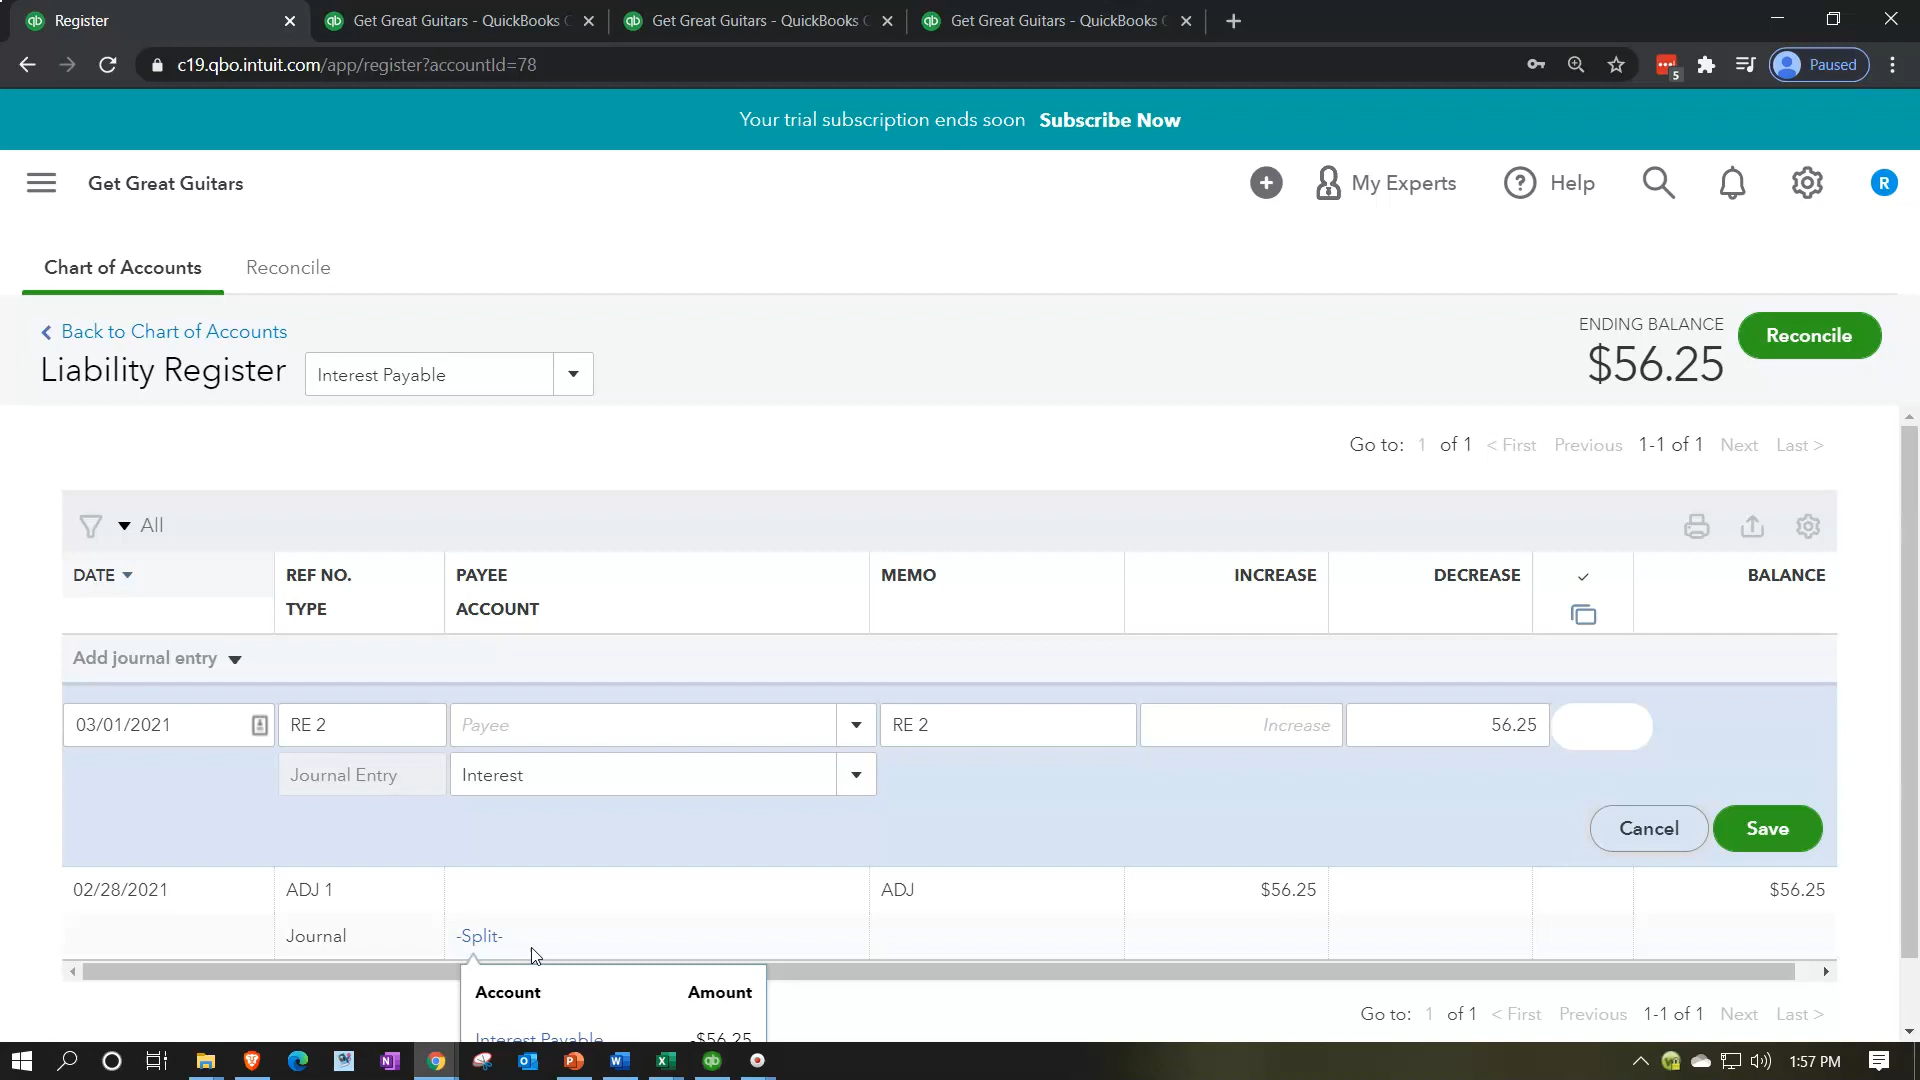 Register
Get Great Guitars - QuickBooks
Get Great Guitars - QuickBooks
Get Great Guitars - QuickBooks
c19.qbo.intuit.com/app/register?accountId=78
5
Paused
Your trial subscription ends soon Subscribe Now
Get Great Guitars
My Experts
Help
R
Chart of Accounts
Reconcile
Back to Chart of Accounts
Liability Register
Interest Payable
ENDING BALANCE
$56.25
Reconcile
Go to: 1 of 1 < First Previous 1-1 of 1 Next Last >
All
DATE REF NO. PAYEE MEMO INCREASE DECREASE ✓ BALANCE
TYPE ACCOUNT
Add journal entry
03/01/2021 RE 2 Payee RE 2 Increase 56.25
Journal Entry Interest
Cancel Save
02/28/2021 ADJ 1 ADJ $56.25 $56.25
Journal -Split-
Account Amount
Interest Payable -$56.25
Go to: 1 of 1 < First Previous 1-1 of 1 Next Last >
1:57 PM